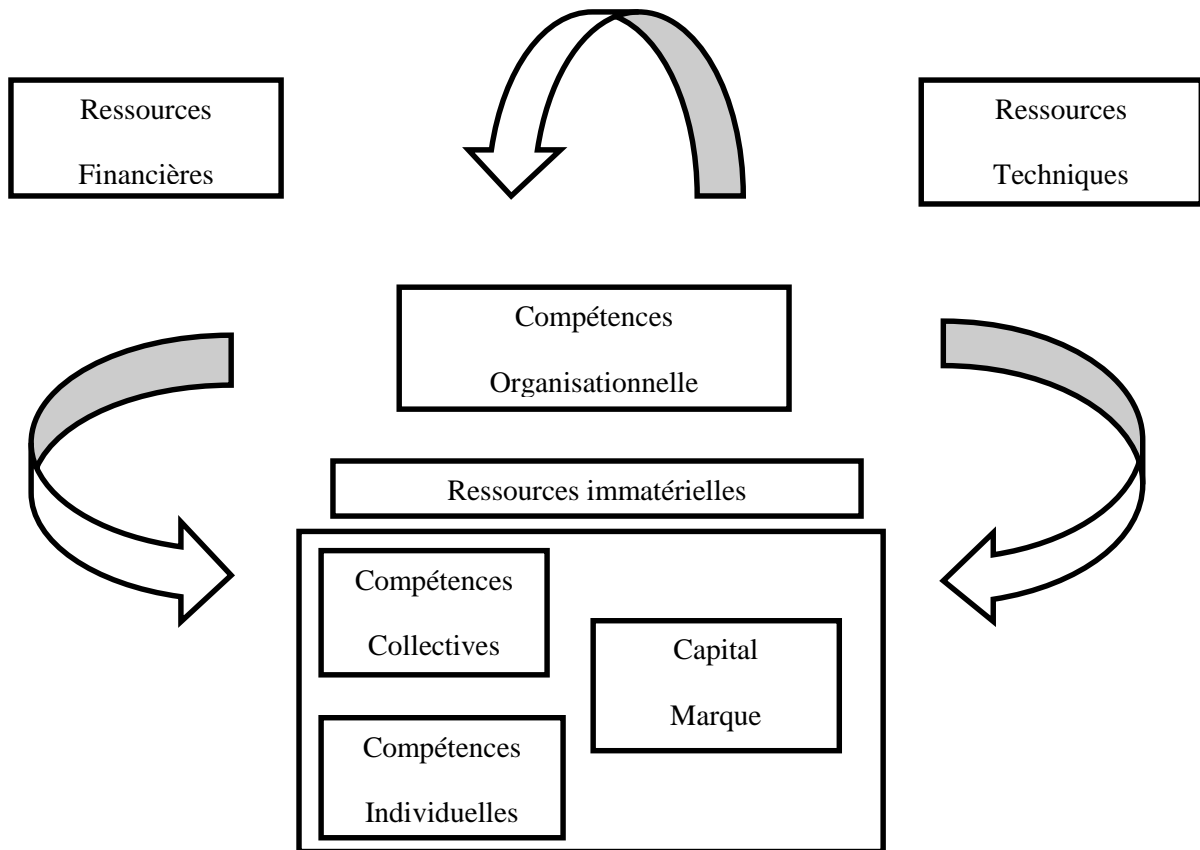 Ressources
Financières
Ressources
Techniques
Compétences
Organisationnelle
Ressources immatérielles
Compétences
Collectives
Capital
Marque
Compétences
Individuelles